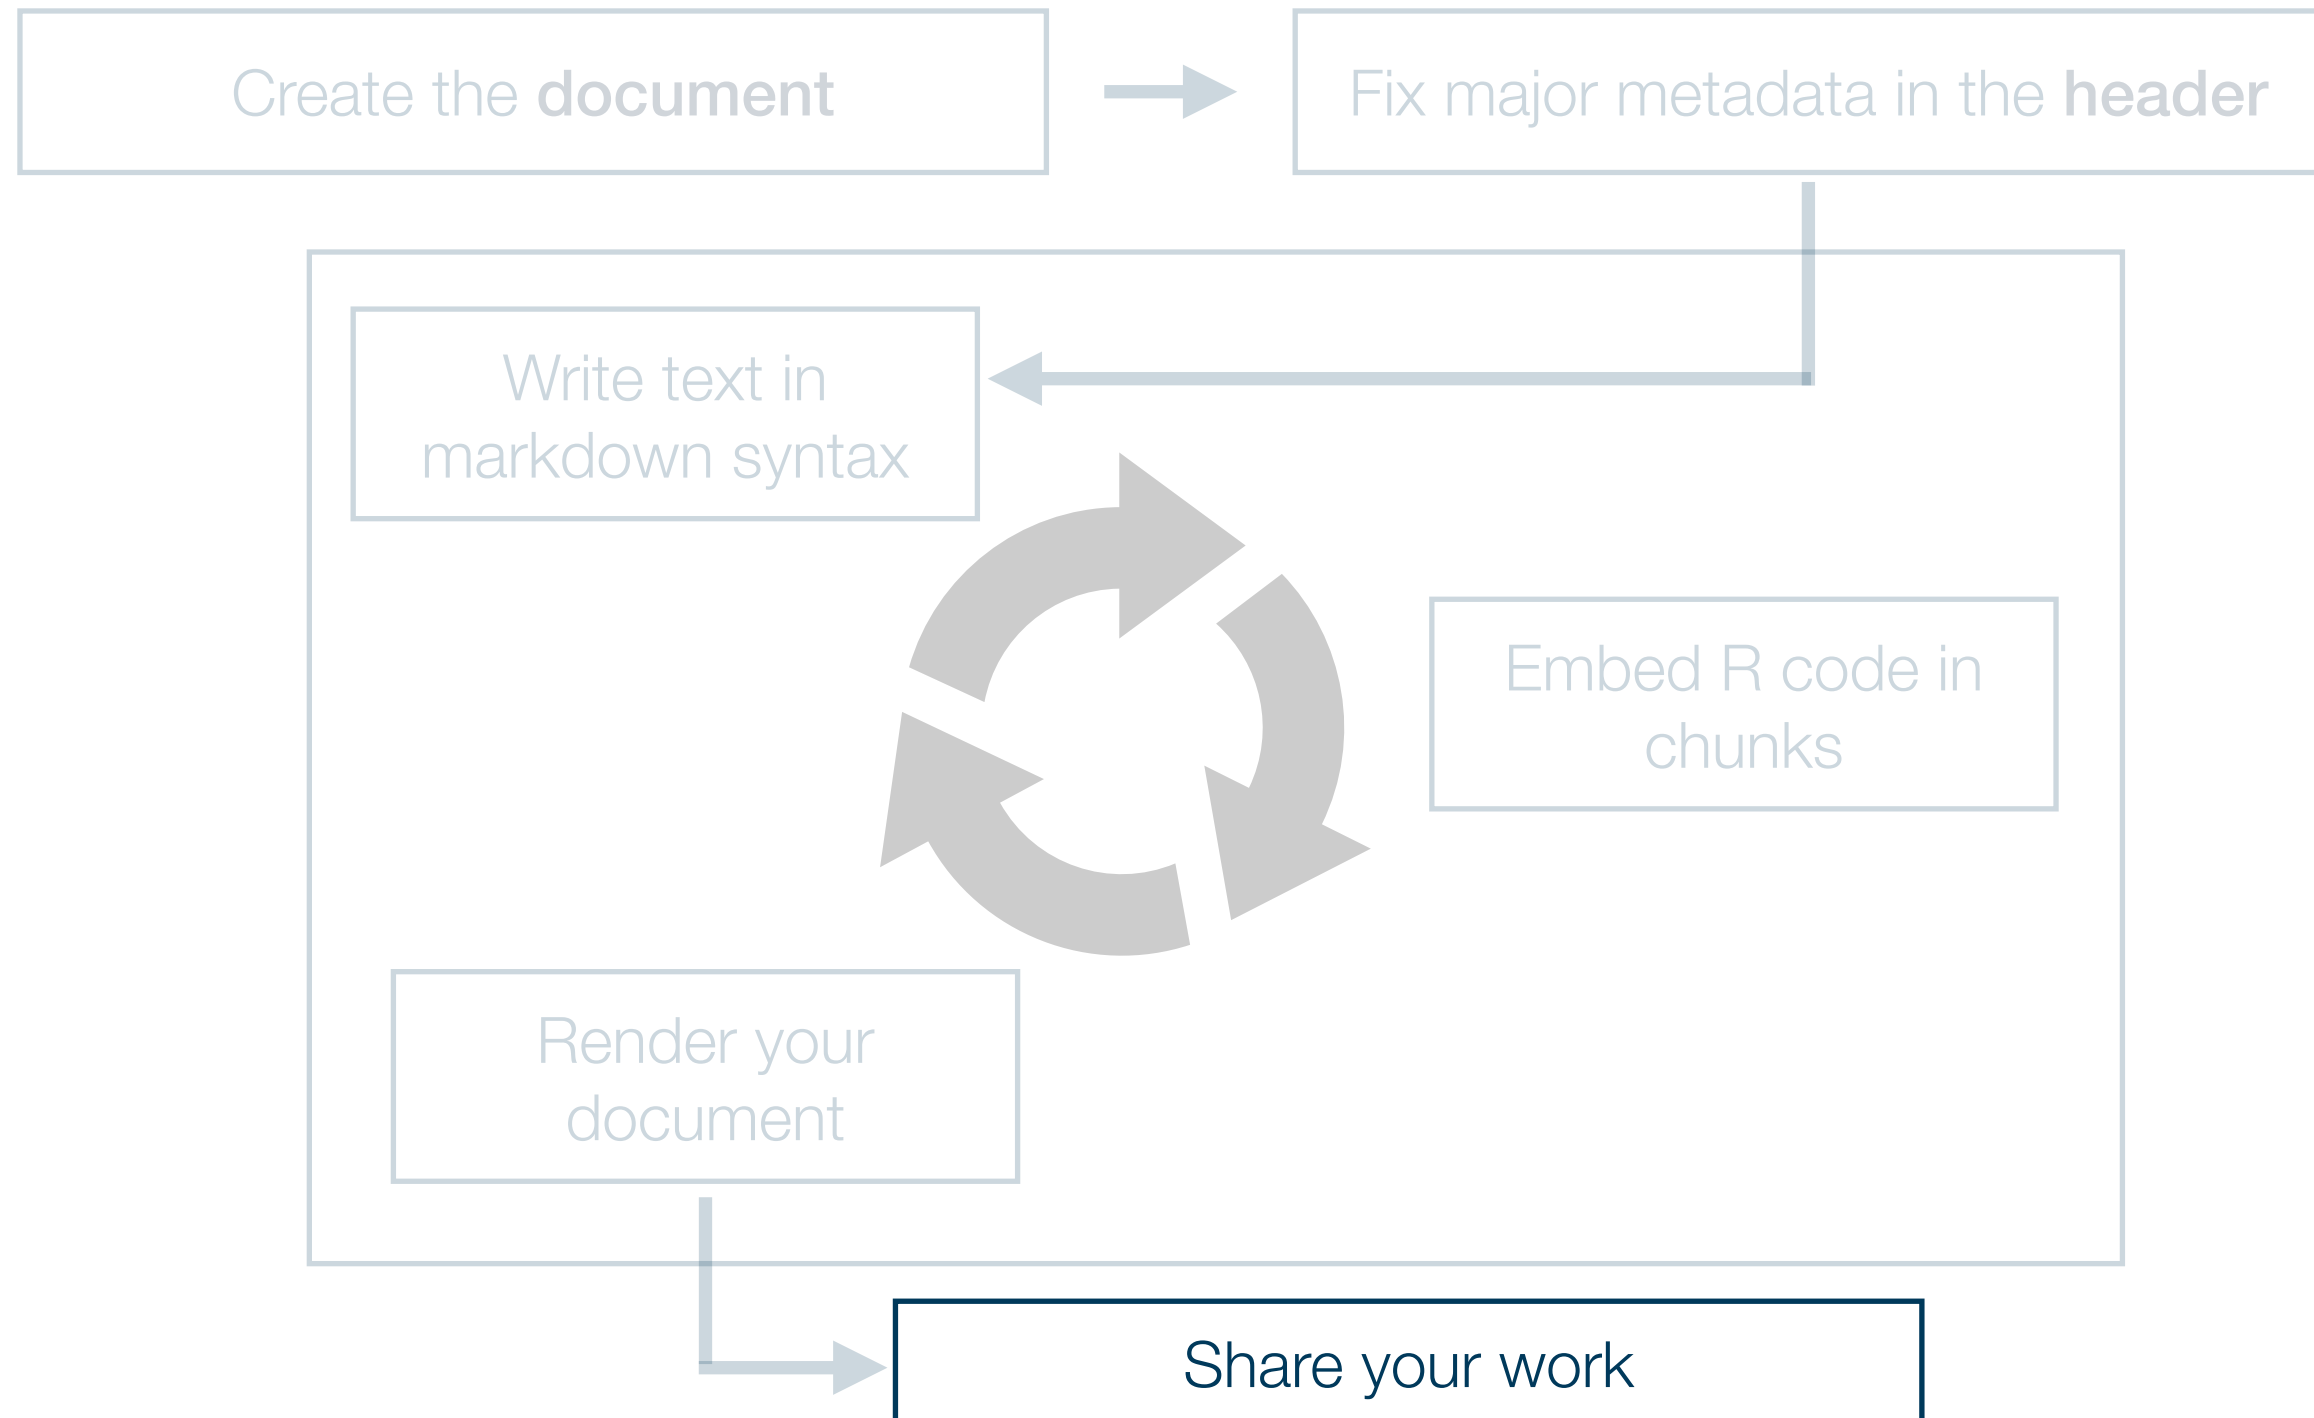 Create the document
Fix major metadata in the header
Write text in
markdown syntax
Embed R code in
chunks
Render your
document
Share your work